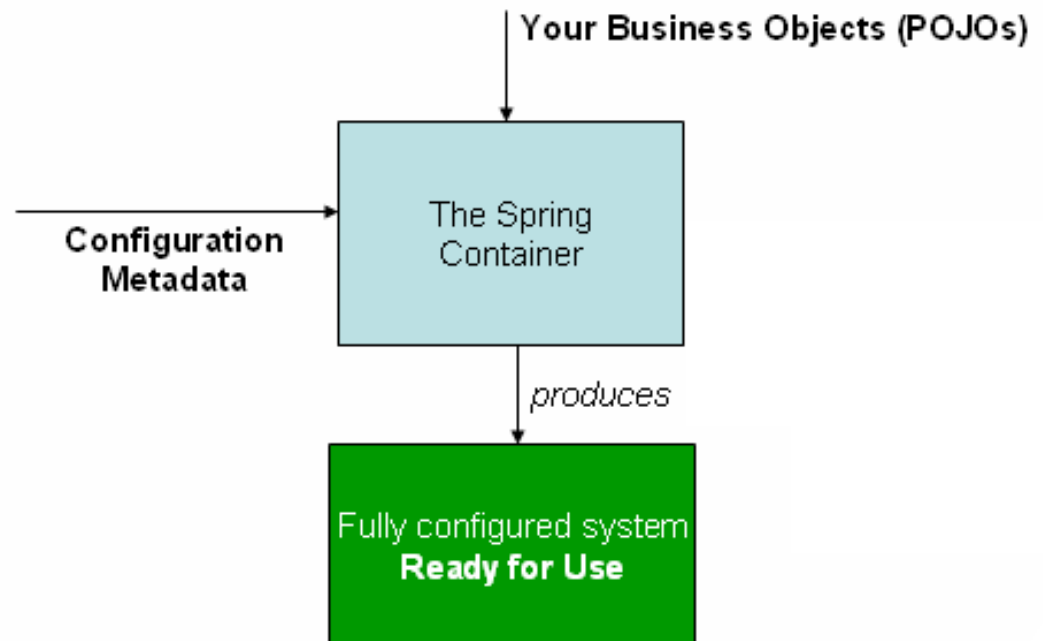 Your Business Objects (POJOs)
The Spring
Container
Configuration
Metadata
produces
Fully configured system
Ready for Use